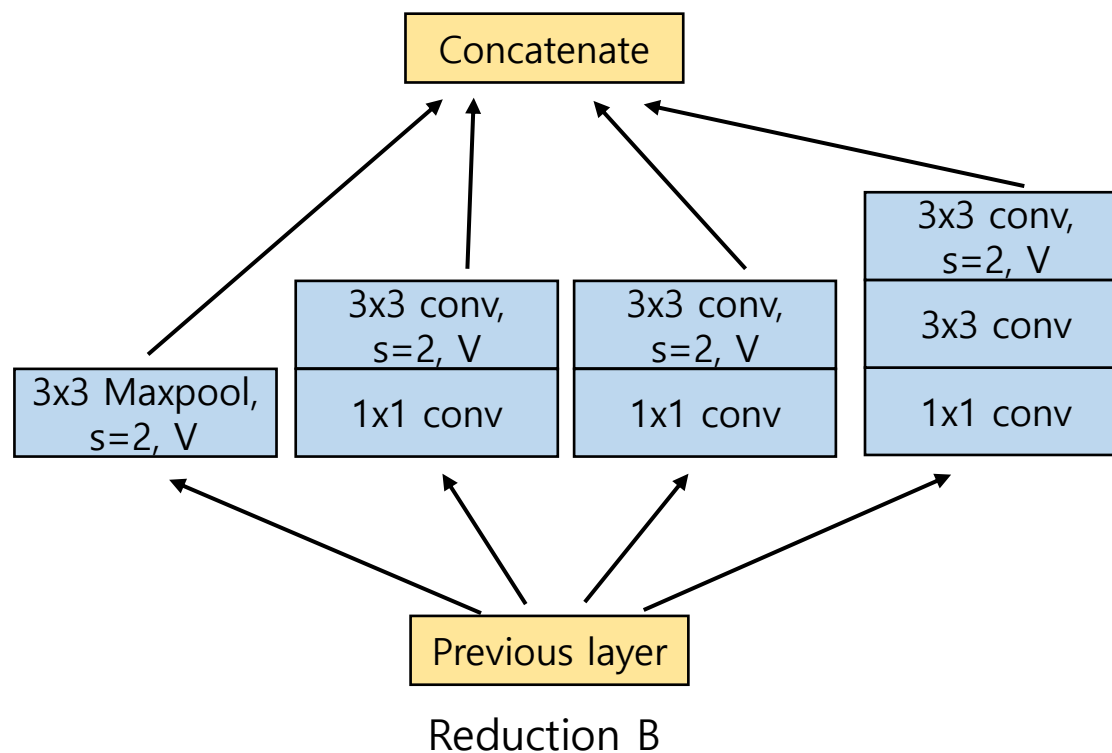 Concatenate
3x3 Maxpool,
s=2, V
3x3 conv,
s=2, V
1x1 conv
3x3 conv,
s=2, V
1x1 conv
3x3 conv,
s=2, V
3x3 conv
1x1 conv
Previous layer
Reduction B